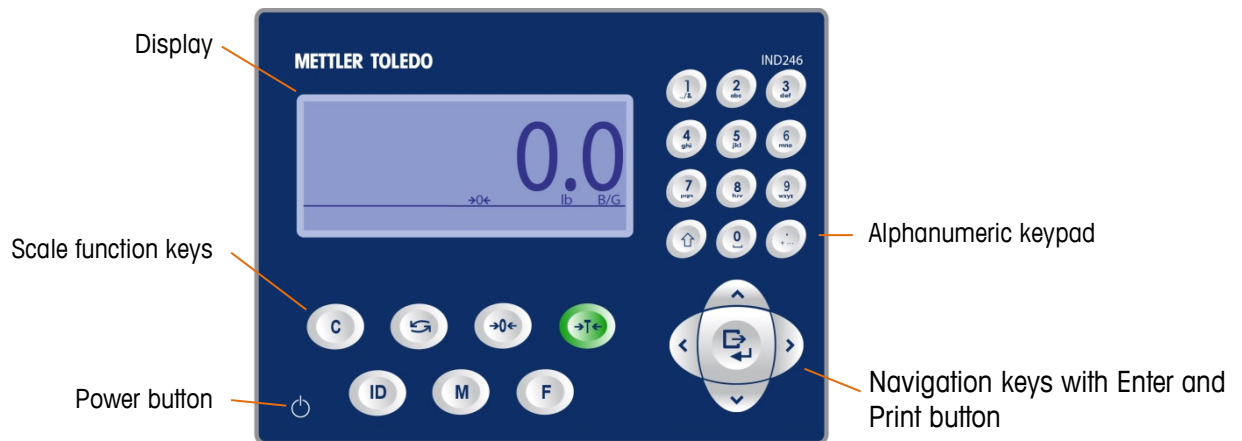 Display
METTLER TOLEDO
IND246
0.0
→0←
lb
B/G
1
../&
2
abc
3
def
4
ghi
5
jkl
6
mno
7
pqrs
8
tuv
9
wxyz
0
Alphanumeric keypad
Scale function keys
C
→0←
→T←
ID
M
F
Power button
Navigation keys with Enter and
Print button